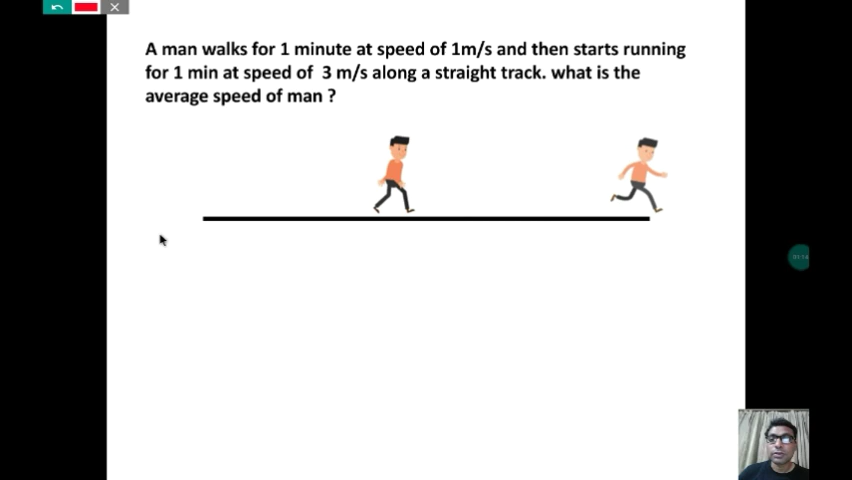 A man walks for 1 minute at speed of 1m/s and then starts running
for 1 min at speed of  3 m/s along a straight track. what is the
average speed of man ?